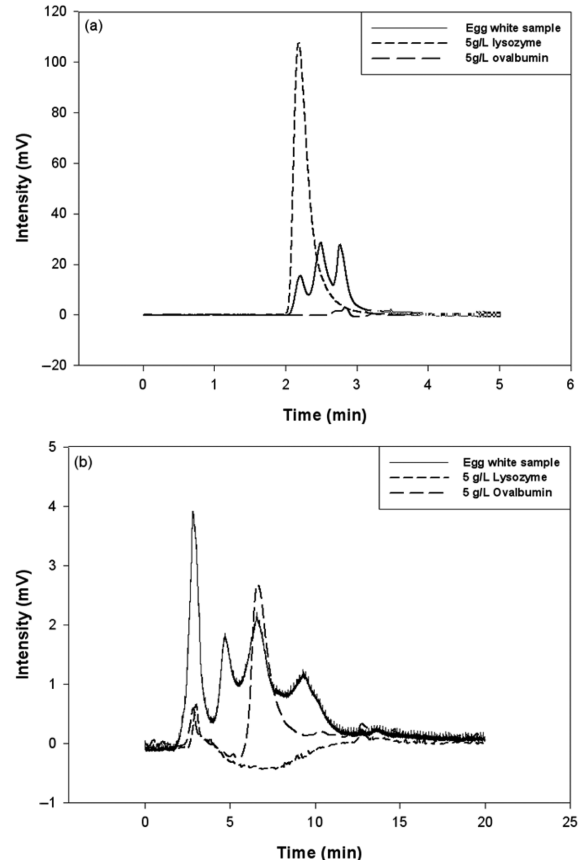 (a)
Egg white sample
5g/L lysozyme
5g/L ovalbumin
120
100
80
60
40
20
0
–20
Intensity (mV)
0 1 2 3 4 5 6
Time (min)
(b)
Egg white sample
5 g/L Lysozyme
5 g/L Ovalbumin
5
4
3
2
1
0
–1
Intensity (mV)
0 5 10 15 20 25
Time (min)